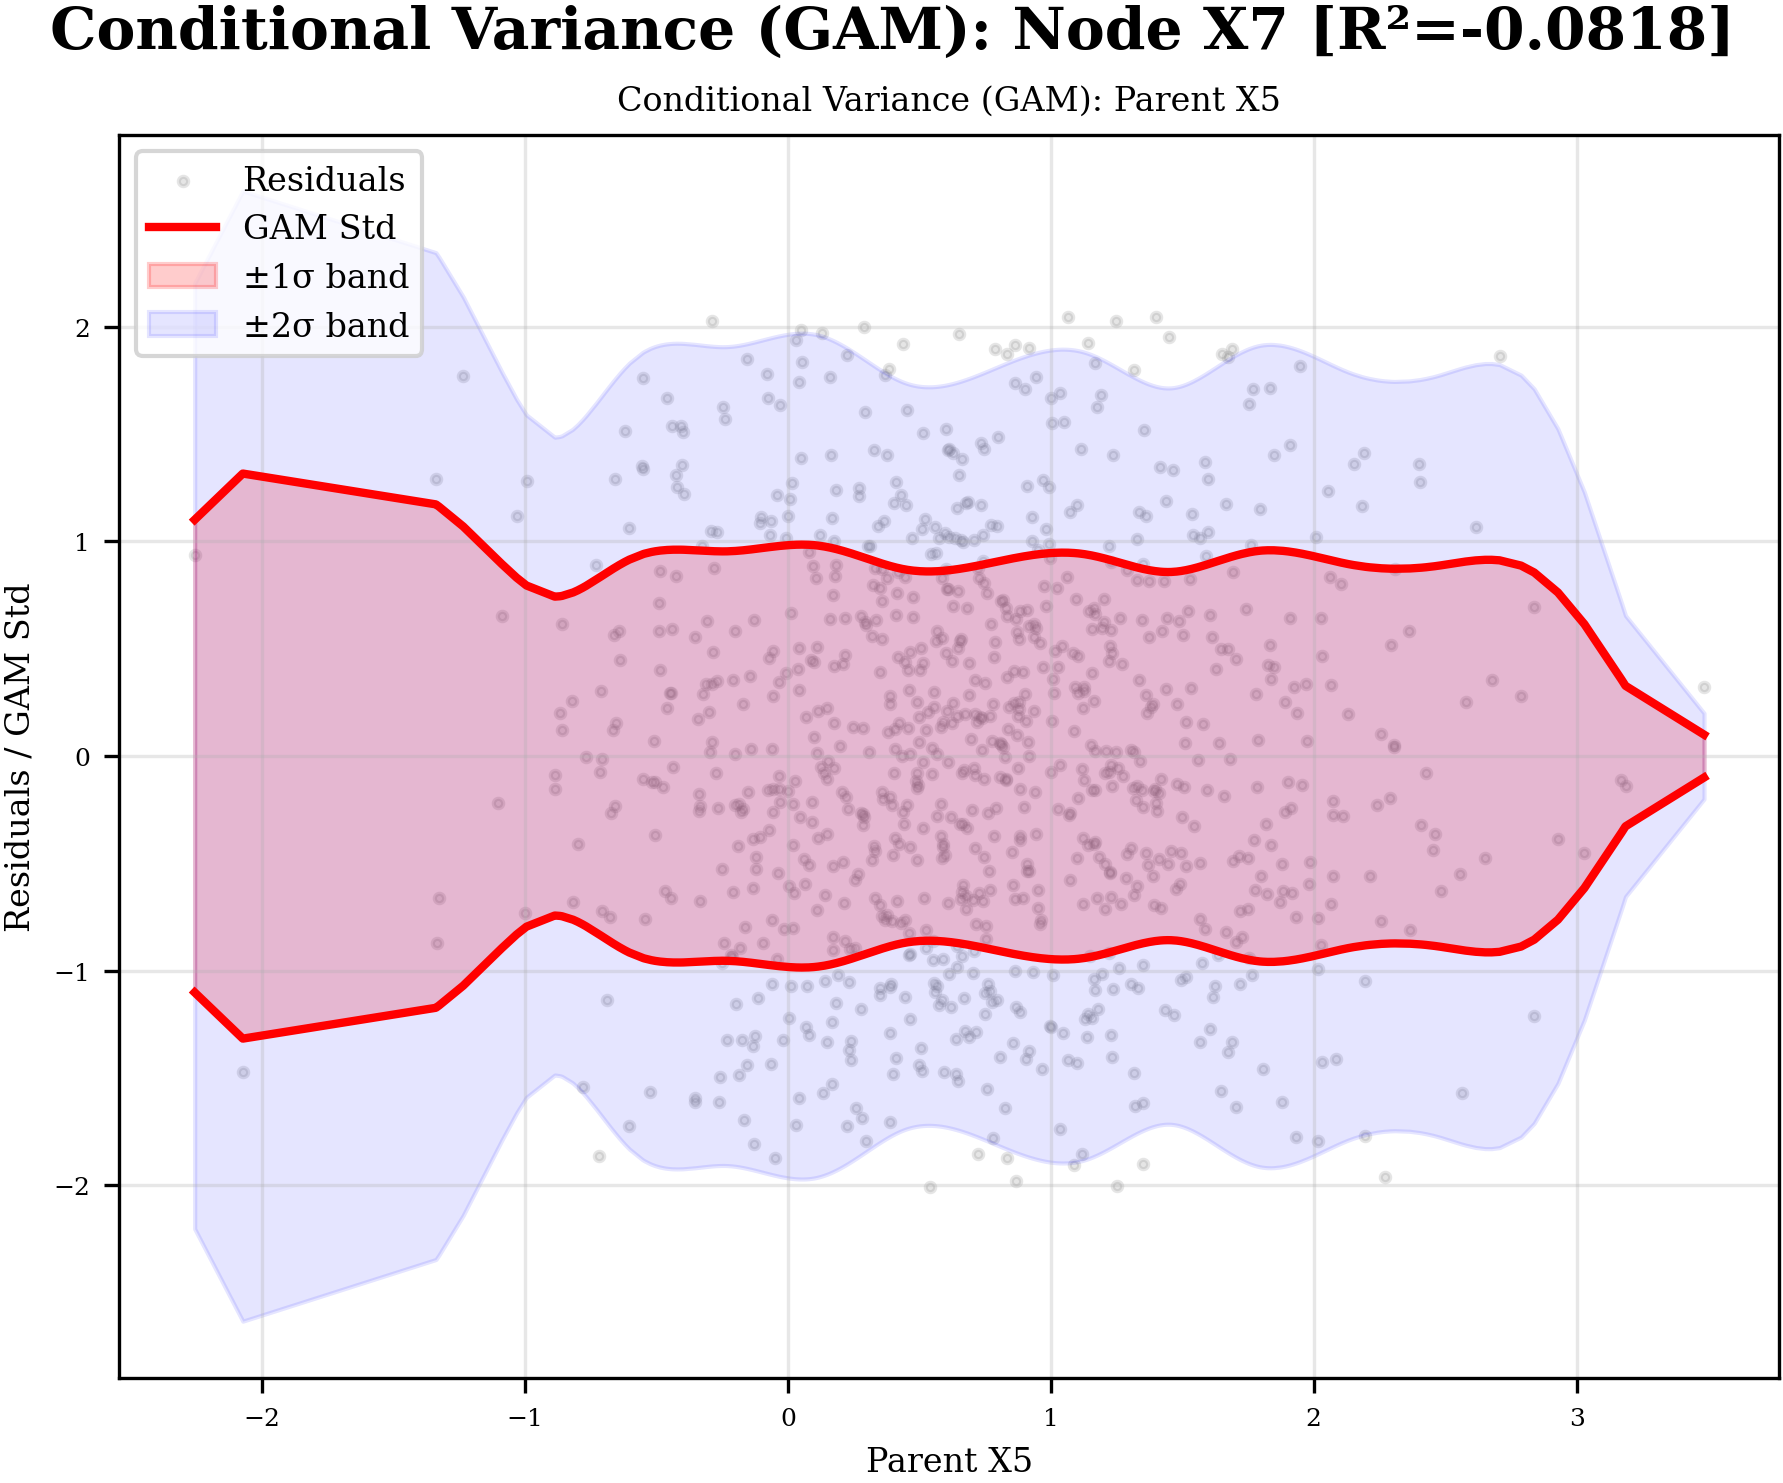 Conditional Variance (GAM): Node X7 [R²=-0.0818]
Conditional Variance (GAM): Parent X5
Residuals
GAM Std
±1σ band
±2σ band
Residuals / GAM Std
2
1
0
−1
−2
−2
−1
0
1
2
3
Parent X5